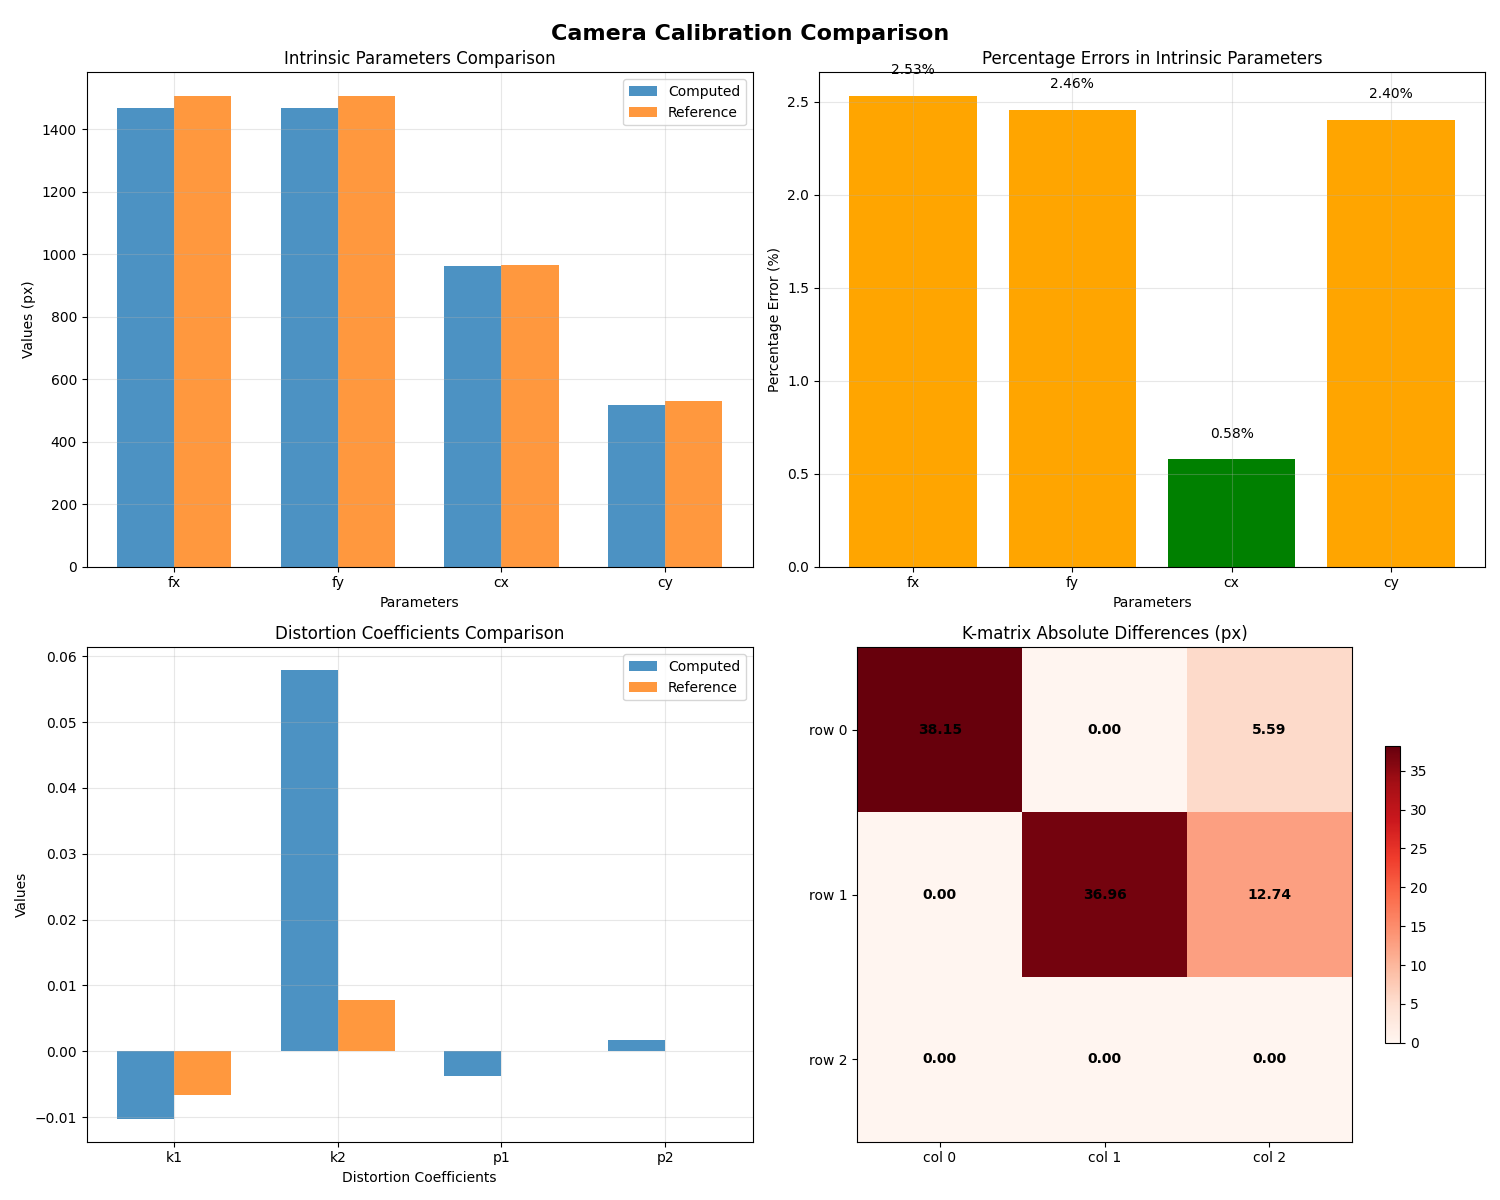 Camera Calibration Comparison
Intrinsic Parameters Comparison
Computed
Reference
1400
1200
1000
800
600
400
200
0
Values (px)
fx
fy
cx
cy
Parameters
Percentage Errors in Intrinsic Parameters
2.53%
2.46%
0.58%
2.40%
2.5
2.0
1.5
1.0
0.5
0.0
Percentage Error (%)
fx
fy
cx
cy
Parameters
Distortion Coefficients Comparison
Computed
Reference
0.06
0.05
0.04
0.03
0.02
0.01
0.00
−0.01
Values
k1
k2
p1
p2
Distortion Coefficients
K-matrix Absolute Differences (px)
row 0
38.15
0.00
5.59
row 1
0.00
36.96
12.74
row 2
0.00
0.00
0.00
col 0
col 1
col 2
35
30
25
20
15
10
5
0